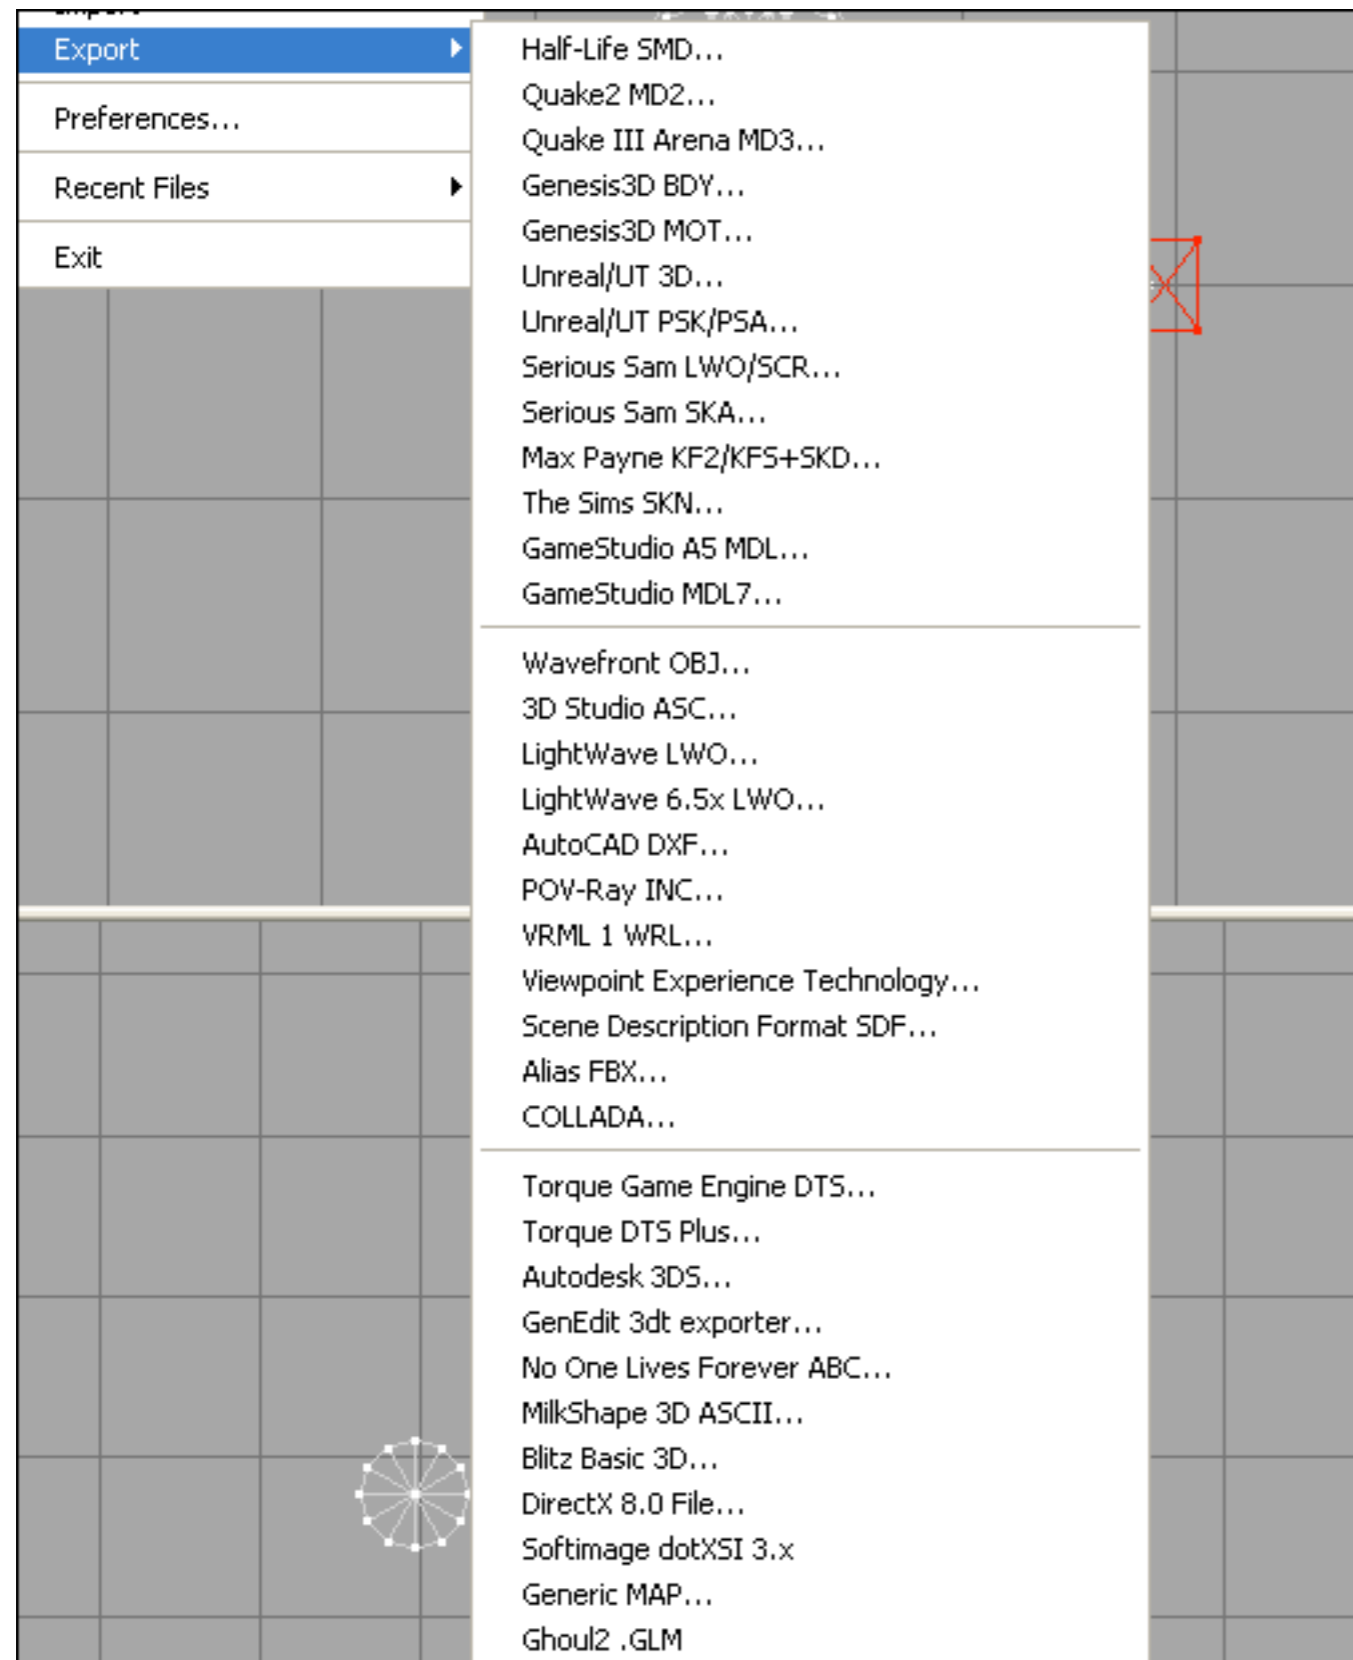 Export
Preferences...
Recent Files
Exit
Half-Life SMD...
Quake2 MD2...
Quake III Arena MD3...
Genesis3D BDY...
Genesis3D MOT...
Unreal/UT 3D...
Unreal/UT PSK/PSA...
Serious Sam LWO/SCR...
Serious Sam SKA...
Max Payne KF2/KFS+SKD...
The Sims SKN...
GameStudio A5 MDL...
GameStudio MDL7...
Wavefront OBJ...
3D Studio ASC...
LightWave LWO...
LightWave 6.5x LWO...
AutoCAD DXF...
POV-Ray INC...
VRML 1 WRL...
Viewpoint Experience Technology...
Scene Description Format SDF...
Alias FBX...
COLLADA...
Torque Game Engine DTS...
Torque DTS Plus...
Autodesk 3DS...
GenEdit 3dt exporter...
No One Lives Forever ABC...
MilkShape 3D ASCII...
Blitz Basic 3D...
DirectX 8.0 File...
Softimage dotXSI 3.x
Generic MAP...
Ghoul2 .GLM